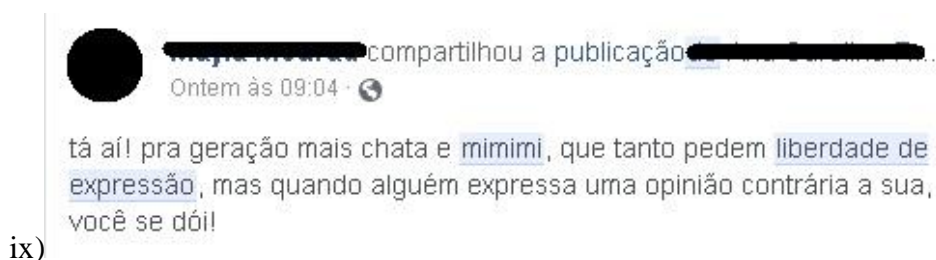 compartilhou a publicação
Ontem às 09:04 ·
tá aí! pra geração mais chata e mimimi, que tanto pedem liberdade de
expressão, mas quando alguém expressa uma opinião contrária a sua,
você se dói!
ix)